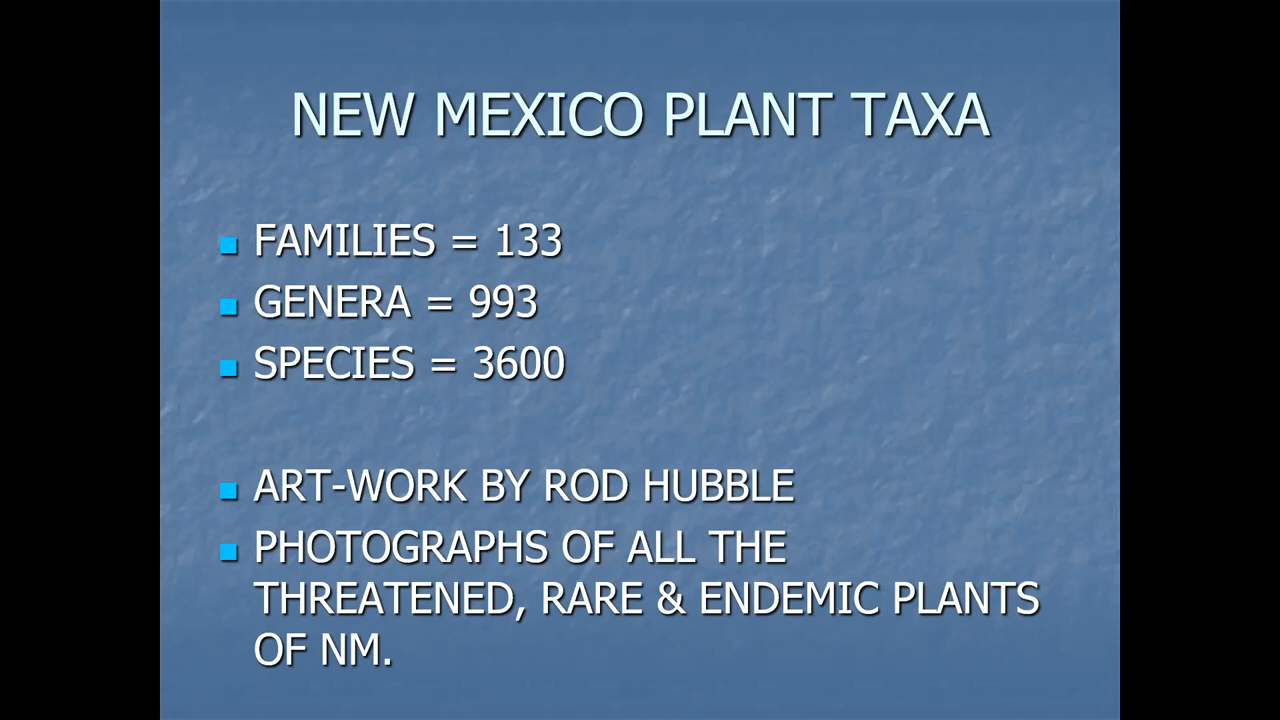 NEW MEXICO PLANT TAXA
FAMILIES = 133
GENERA = 993
SPECIES = 3600
ART-WORK BY ROD HUBBLE
PHOTOGRAPHS OF ALL THE
THREATENED, RARE & ENDEMIC PLANTS
OF NM.